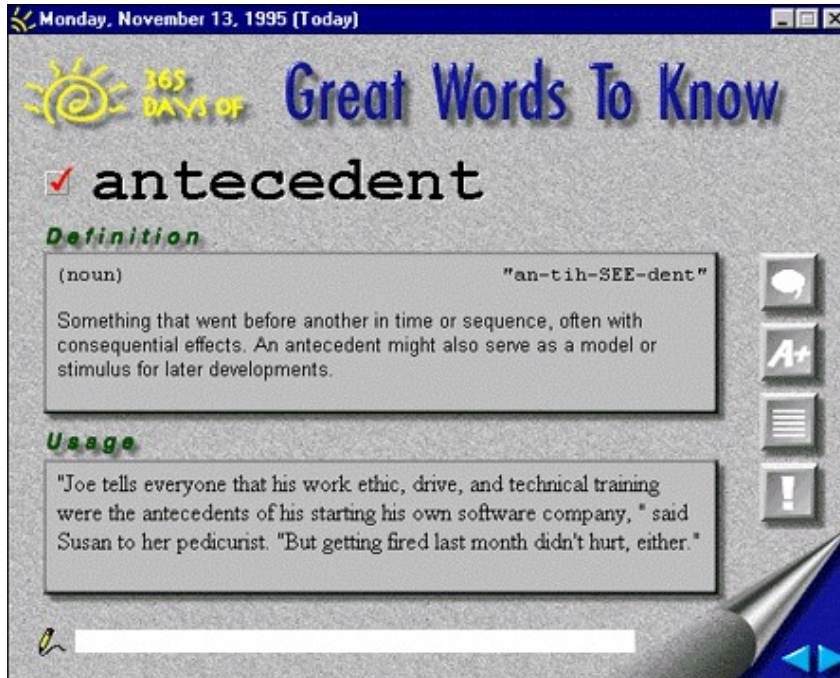 Monday, November 13, 1995 (Today)
365
DAYS OF
Great Words To Know
antecedent
Definition
(noun) "an-tih-SEE-dent"
Something that went before another in time or sequence, often with
consequential effects. An antecedent might also serve as a model or
stimulus for later developments.
A+
Usage
!
"Joe tells everyone that his work ethic, drive, and technical training
were the antecedents of his starting his own software company, " said
Susan to her pedicurist. "But getting fired last month didn't hurt, either."